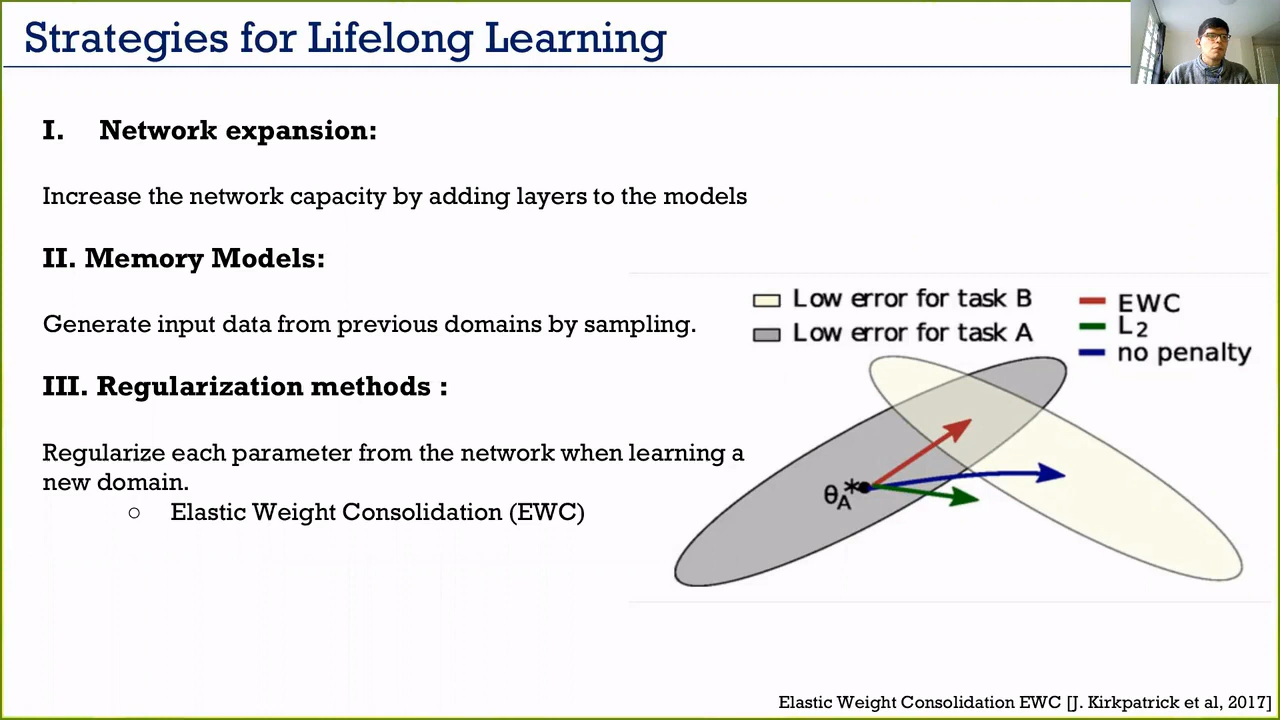 Strategies for Lifelong Learning
I. Network expansion:
Increase the network capacity by adding layers to the models
II. Memory Models:
Generate input data from previous domains by sampling.
III. Regularization methods :
Regularize each parameter from the network when learning a
new domain.
○ Elastic Weight Consolidation (EWC)
Low error for task B
Low error for task A
EWC
L2
no penalty
θA*
Elastic Weight Consolidation EWC [J. Kirkpatrick et al, 2017]